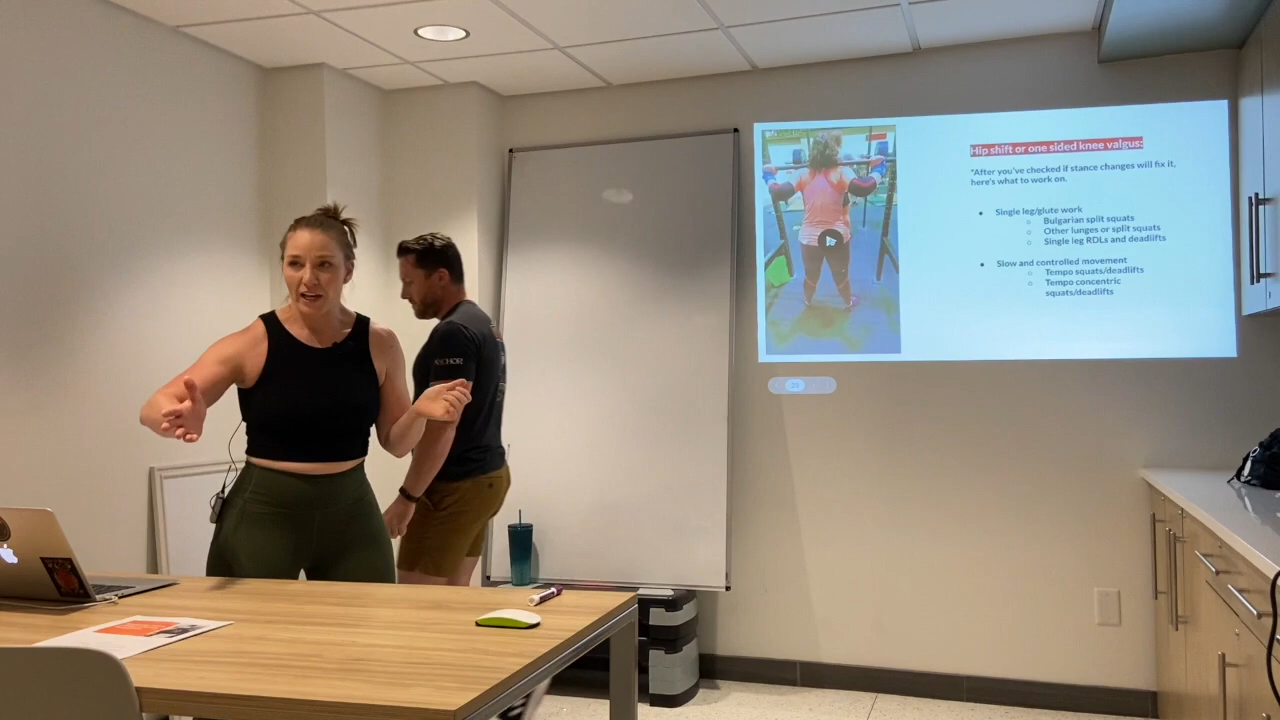 Hip shift or one sided knee valgus:
*After you've checked if stance changes will fix it,
here's what to work on.
Single leg/glute work
Bulgarian split squats
Other lunges or split squats
Single leg RDLs and deadlifts
Slow and controlled movement
Tempo squats/deadlifts
Tempo concentric
squats/deadlifts